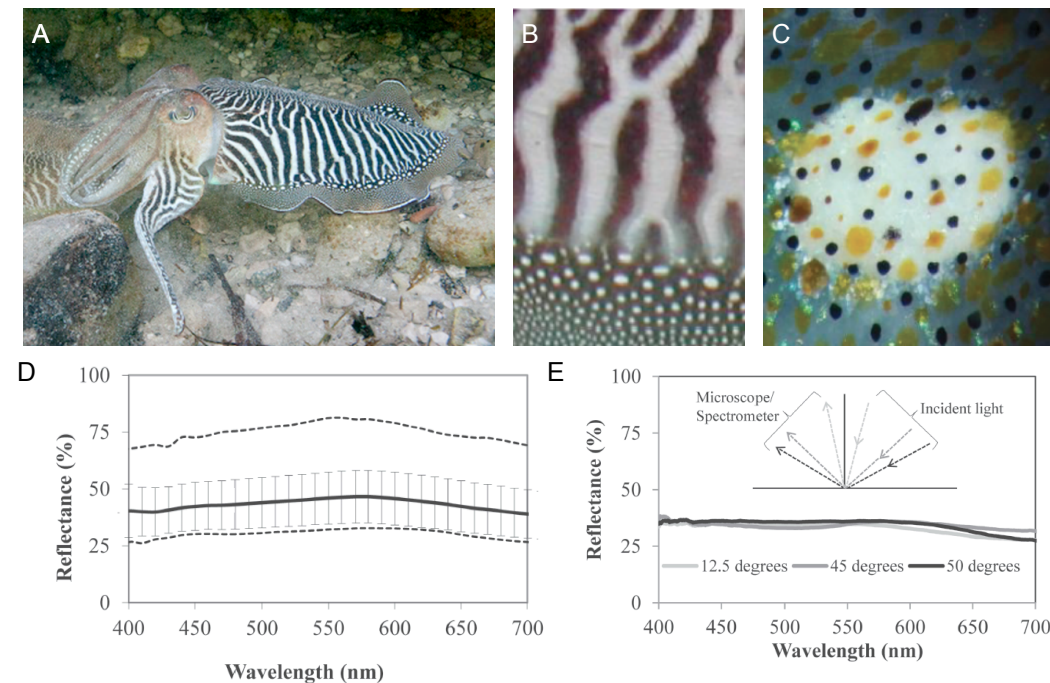 A
B
C
D
100
75
50
25
0
Reflectance (%)
400 450 500 550 600 650 700
Wavelength (nm)
E
100
75
50
25
0
Reflectance (%)
Microscope/
Spectrometer
Incident light
12.5 degrees 45 degrees 50 degrees
400 450 500 550 600 650 700
Wavelength (nm)